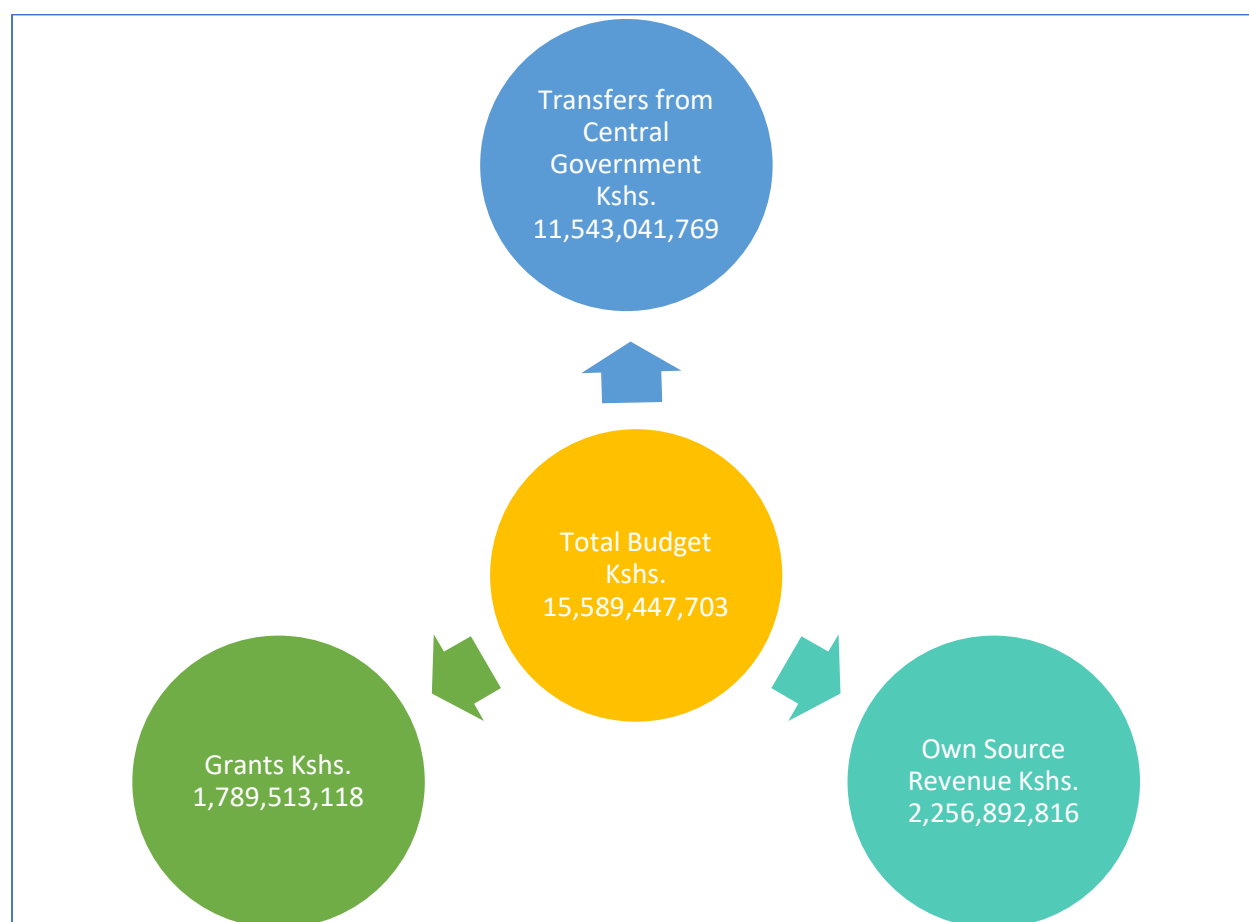 Transfers from
Central
Government
Kshs.
11,543,041,769
Total Budget
Kshs.
15,589,447,703
Grants Kshs.
1,789,513,118
Own Source
Revenue Kshs.
2,256,892,816